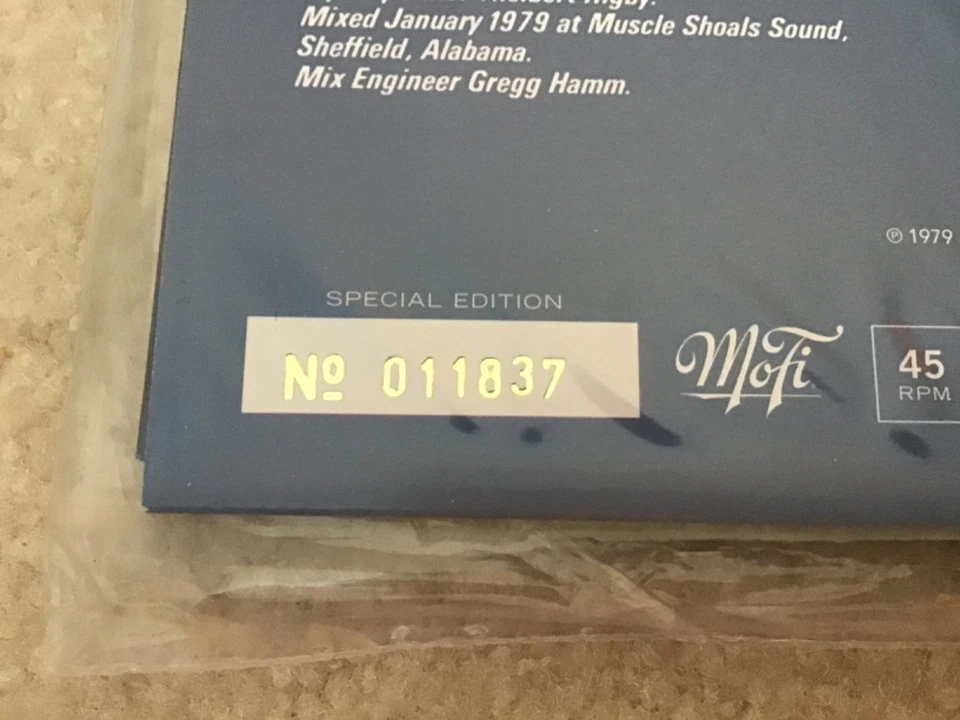 Rigby.
Mixed January 1979 at Muscle Shoals Sound,
Sheffield, Alabama.
Mix Engineer Gregg Hamm.
℗ 1979
SPECIAL EDITION
Nº 011837
MoFi
45
RPM